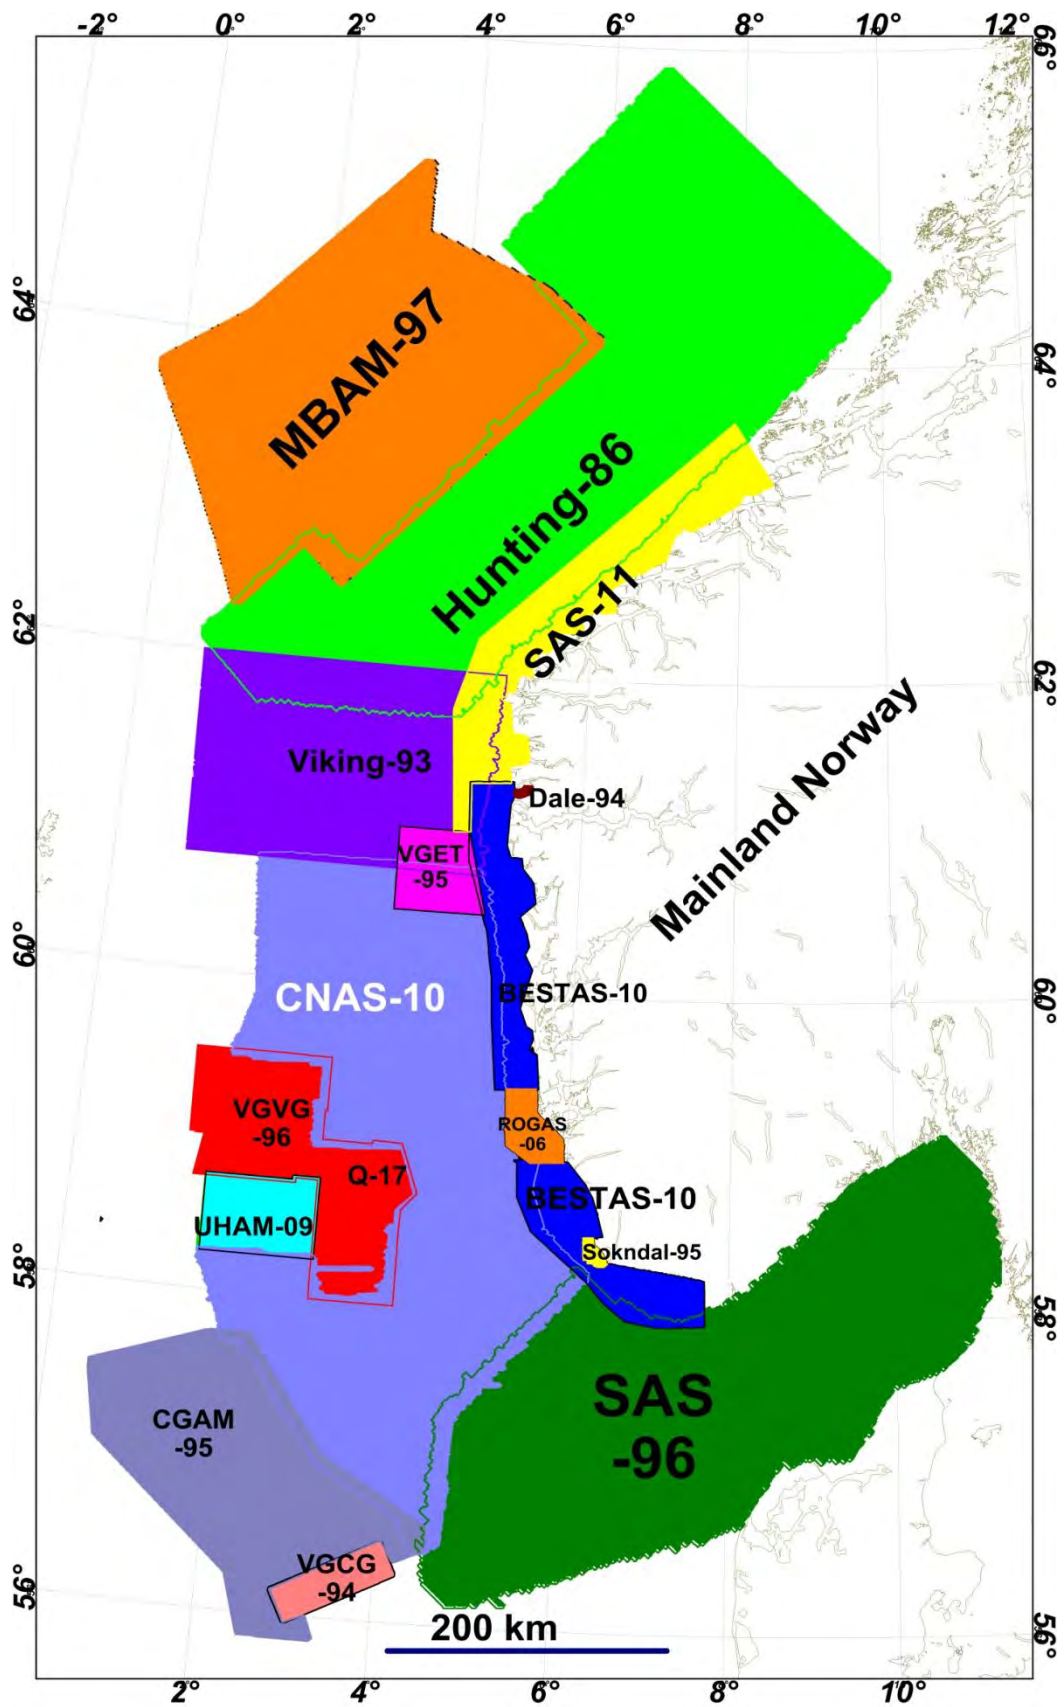 -2° 0° 2° 4° 6° 8° 10° 12°
66°
64°
MBAM-97
64°
Hunting-86
SAS-11
62°
62°
Mainland Norway
Viking-93
Dale-94
VGET
-95
60°
CNAS-10
BESTAS-10
60°
VGVG
-96
ROGAS
-06
Q-17
BESTAS-10
UHAM-09
Sokndal-95
58°
58°
SAS
-96
CGAM
-95
VGCG
-94
56°
200 km
56°
2° 4° 6° 8° 10°